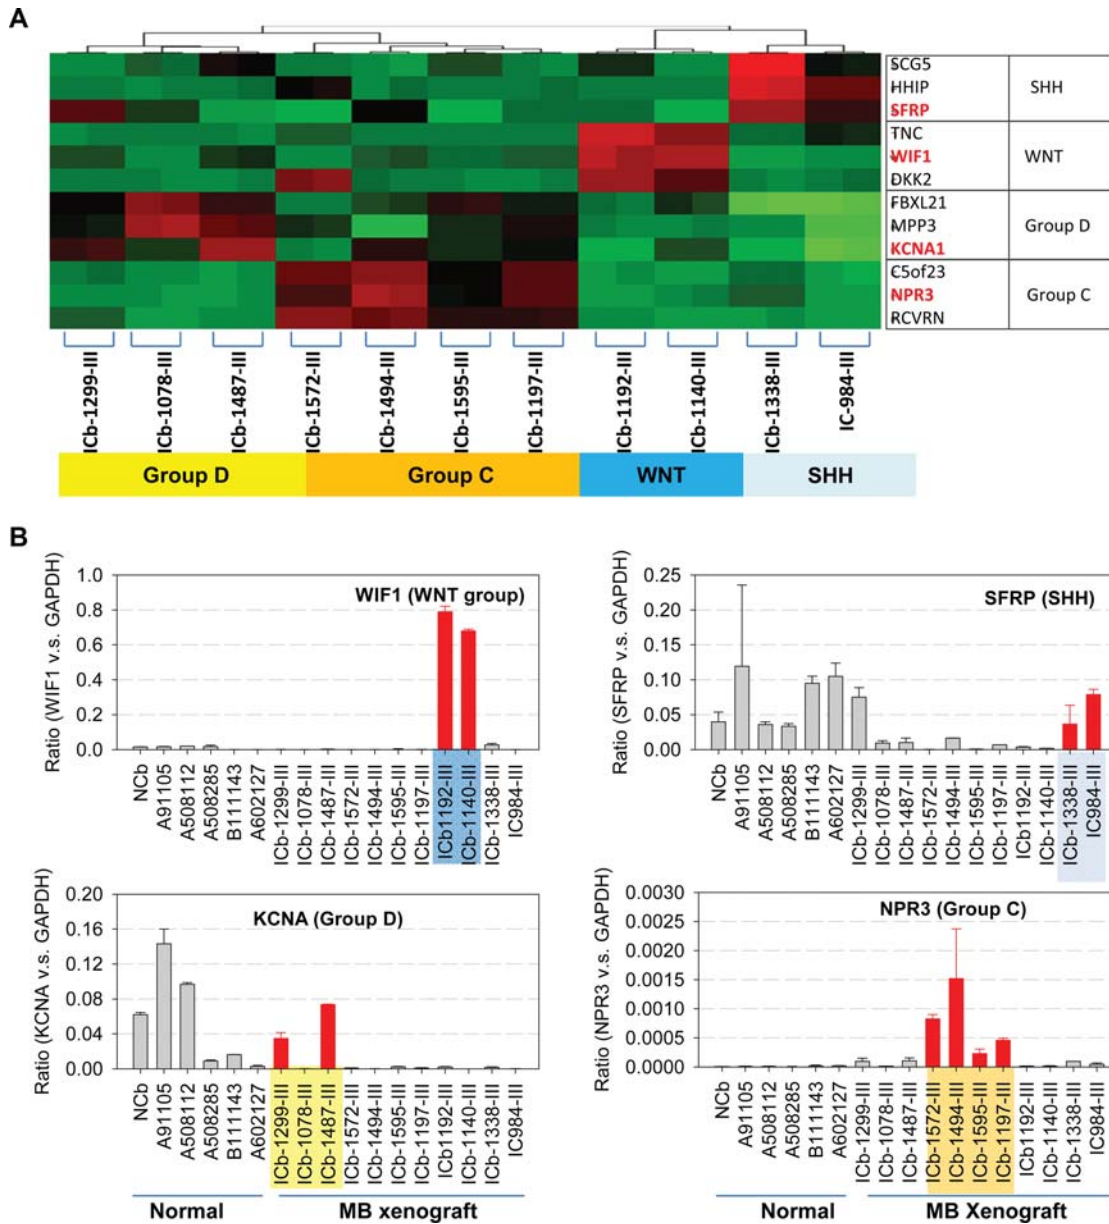 A
SCG5
HHIP
SHH
SFRP
TNC
WIF1
WNT
DKK2
FBXL21
MPP3
Group D
KCNA1
C5of23
NPR3
Group C
RCVRN
ICb-1299-III
ICb-1078-III
ICb-1487-III
ICb-1572-III
ICb-1494-III
ICb-1595-III
ICb-1197-III
ICb-1192-III
ICb-1140-III
ICb-1338-III
IC-984-III
Group D
Group C
WNT
SHH
B
Ratio (WIF1 v.s. GAPDH)
1.0
0.8
0.6
0.4
0.2
0.0
WIF1 (WNT group)
NCb
A91105
A508112
A508285
B111143
A602127
ICb-1299-III
ICb-1078-III
ICb-1487-III
ICb-1572-III
ICb-1494-III
ICb-1595-III
ICb-1197-III
ICb1192-III
ICb-1140-III
ICb-1338-III
IC984-III
Ratio (SFRP v.s. GAPDH)
0.25
0.20
0.15
0.10
0.05
0.00
SFRP (SHH)
NCb
A91105
A508112
A508285
B111143
A602127
ICb-1299-III
ICb-1078-III
ICb-1487-III
ICb-1572-III
ICb-1494-III
ICb-1595-III
ICb-1197-III
ICb1192-III
ICb-1140-III
ICb-1338-III
IC984-III
Ratio (KCNA v.s. GAPDH)
0.20
0.16
0.12
0.08
0.04
0.00
KCNA (Group D)
NCb
A91105
A508112
A508285
B111143
A602127
ICb-1299-III
ICb-1078-III
ICb-1487-III
ICb-1572-III
ICb-1494-III
ICb-1595-III
ICb-1197-III
ICb1192-III
ICb-1140-III
ICb-1338-III
IC984-III
Normal
MB xenograft
Ratio (NPR3 v.s. GAPDH)
0.0030
0.0025
0.0020
0.0015
0.0010
0.0005
0.0000
NPR3 (Group C)
NCb
A91105
A508112
A508285
B111143
A602127
ICb-1299-III
ICb-1078-III
ICb-1487-III
ICb-1572-III
ICb-1494-III
ICb-1595-III
ICb-1197-III
ICb1192-III
ICb-1140-III
ICb-1338-III
IC984-III
Normal
MB Xenograft